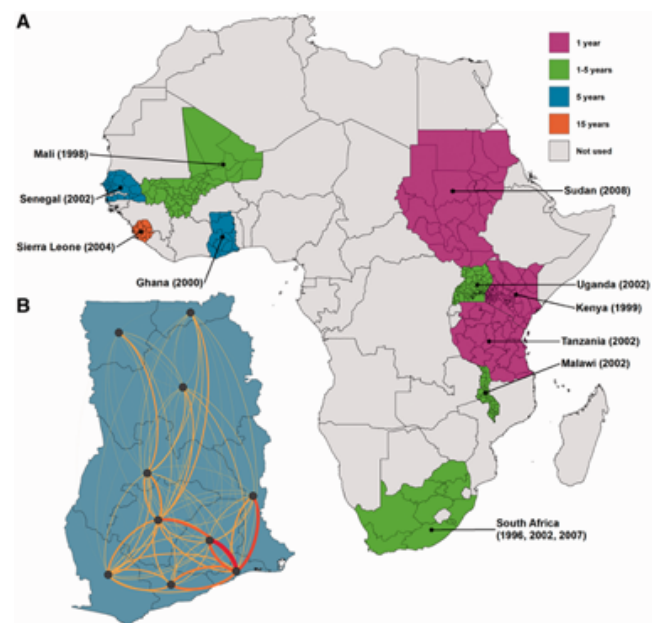 A
1 year
1-5 years
5 years
15 years
Not used
Mali (1998)
Senegal (2002)
Sierra Leone (2004)
Ghana (2000)
Sudan (2008)
Uganda (2002)
Kenya (1999)
Tanzania (2002)
Malawi (2002)
South Africa
(1996, 2002, 2007)
B